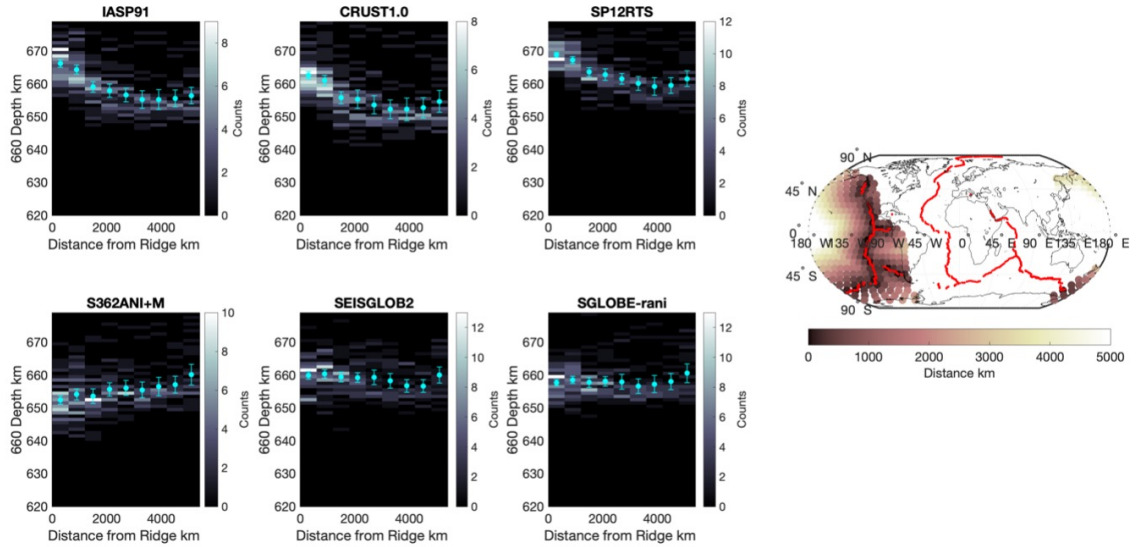 IASP91
CRUST1.0
SP12RTS
670
660
650
640
630
620
660 Depth km
0
2000
4000
Distance from Ridge km
8
6
4
2
0
Counts
670
660
650
640
630
620
660 Depth km
0
2000
4000
Distance from Ridge km
8
6
4
2
0
Counts
670
660
650
640
630
620
660 Depth km
0
2000
4000
Distance from Ridge km
12
10
8
6
4
2
0
Counts
90° N
45° N
0°
180° W135° W 90° W 45° W 0° 45° E 90° E135° E180° E
45° S
90° S
0 1000 2000 3000 4000 5000
Distance km
S362ANI+M
SEISGLOB2
SGLOBE-rani
670
660
650
640
630
620
660 Depth km
0
2000
4000
Distance from Ridge km
10
8
6
4
2
0
Counts
670
660
650
640
630
620
660 Depth km
0
2000
4000
Distance from Ridge km
12
10
8
6
4
2
0
Counts
670
660
650
640
630
620
660 Depth km
0
2000
4000
Distance from Ridge km
12
10
8
6
4
2
0
Counts